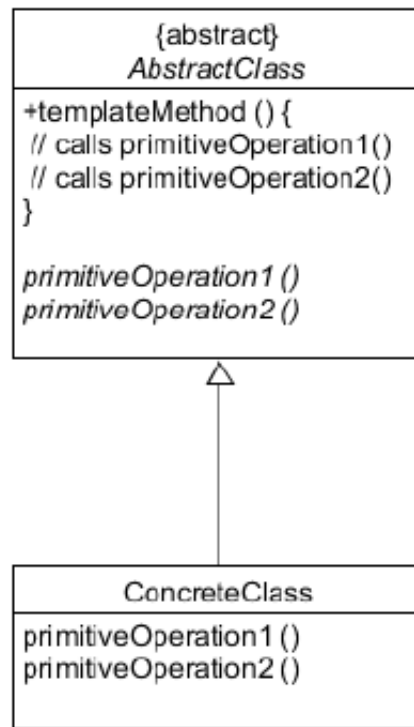 {abstract}
AbstractClass
+templateMethod () {
// calls primitiveOperation1()
// calls primitiveOperation2()
}
primitiveOperation1 ()
primitiveOperation2 ()
ConcreteClass
primitiveOperation1 ()
primitiveOperation2 ()